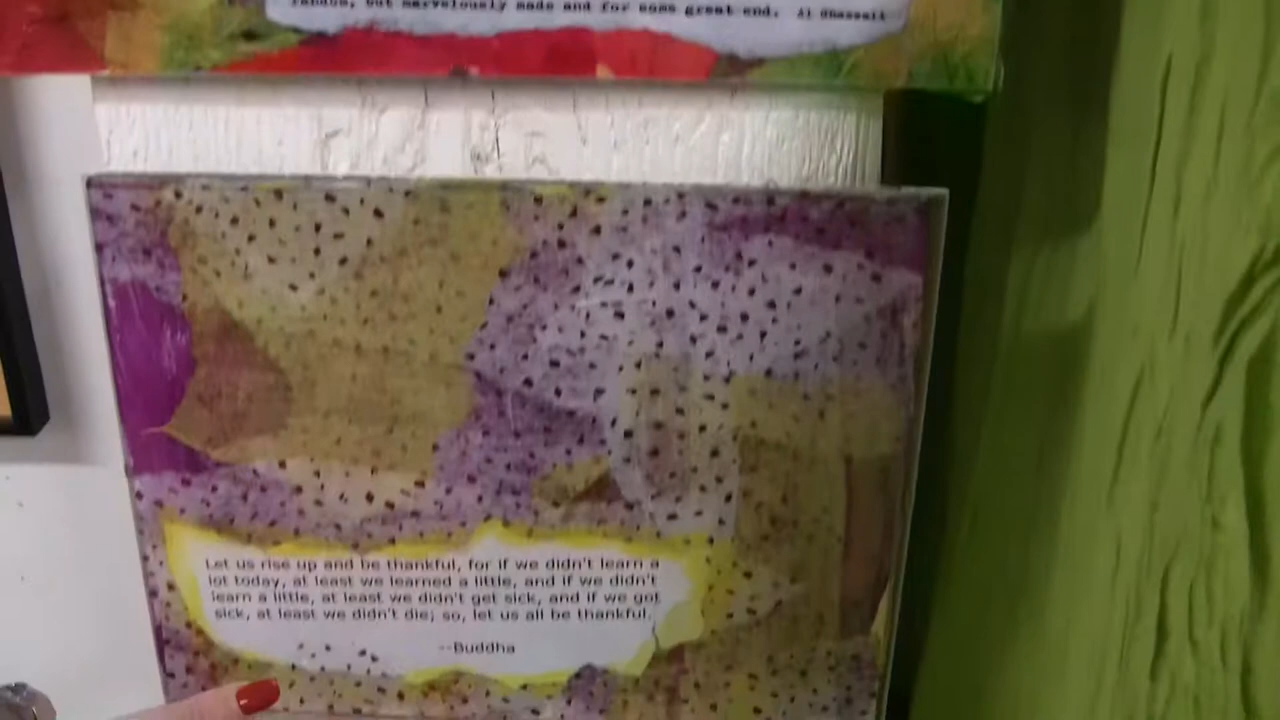 random, but marvelously made and for some great end.
Let us rise up and be thankful, for if we didn't learn a
lot today, at least we learned a little, and if we didn't
learn a little, at least we didn't get sick, and if we got
sick, at least we didn't die; so, let us all be thankful.
--Buddha